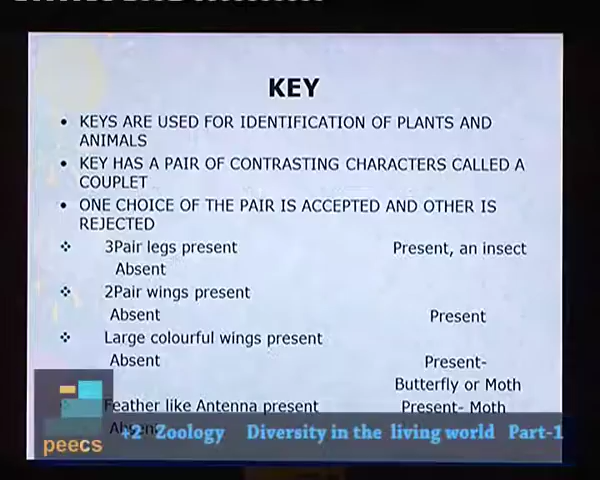 KEY
• KEYS ARE USED FOR IDENTIFICATION OF PLANTS AND
ANIMALS
• KEY HAS A PAIR OF CONTRASTING CHARACTERS CALLED A
COUPLET
• ONE CHOICE OF THE PAIR IS ACCEPTED AND OTHER IS
REJECTED
❖ 3Pair legs present Present, an insect
Absent
❖ 2Pair wings present
Absent Present
❖ Large colourful wings present
Absent Present-
Butterfly or Moth
❖ Feather like Antenna present Present- Moth
Absent
+2 Zoology Diversity in the living world Part-1
peecs